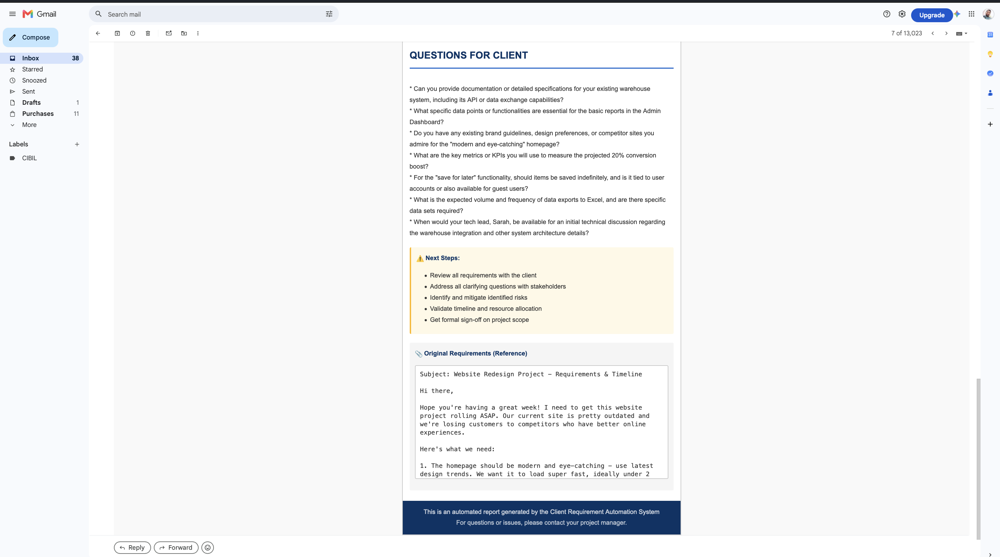 Gmail
Search mail
Upgrade
Compose
7 of 13,023
31
Inbox 38
Starred
Snoozed
Sent
Drafts 1
Purchases 11
More
Labels
CIBIL
QUESTIONS FOR CLIENT
* Can you provide documentation or detailed specifications for your existing warehouse
system, including its API or data exchange capabilities?
* What specific data points or functionalities are essential for the basic reports in the Admin
Dashboard?
* Do you have any existing brand guidelines, design preferences, or competitor sites you
admire for the "modern and eye-catching" homepage?
* What are the key metrics or KPIs you will use to measure the projected 20% conversion
boost?
* For the "save for later" functionality, should items be saved indefinitely, and is it tied to user
accounts or also available for guest users?
* What is the expected volume and frequency of data exports to Excel, and are there specific
data sets required?
* When would your tech lead, Sarah, be available for an initial technical discussion regarding
the warehouse integration and other system architecture details?
⚠️ Next Steps:
• Review all requirements with the client
• Address all clarifying questions with stakeholders
• Identify and mitigate identified risks
• Validate timeline and resource allocation
• Get formal sign-off on project scope
📎 Original Requirements (Reference)
Subject: Website Redesign Project – Requirements & Timeline
Hi there,
Hope you're having a great week! I need to get this website
project rolling ASAP. Our current site is pretty outdated and
we're losing customers to competitors who have better online
experiences.
Here's what we need:
1. The homepage should be modern and eye-catching – use latest
design trends. We want it to load super fast, ideally under 2
This is an automated report generated by the Client Requirement Automation System
For questions or issues, please contact your project manager.
Reply
Forward